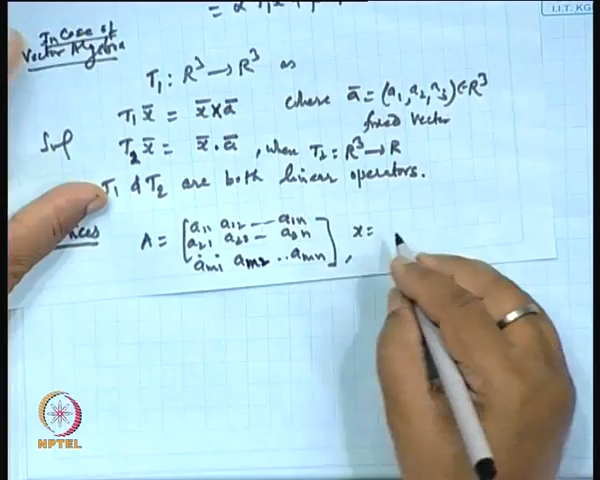 I.I.T. KG
In Case of
Vector Algebra
T₁ : R³ → R³ as
T₁ x̄ = x̄ × ā where ā = (a₁, a₂, a₃) ∈ R³
fixed vector
T₂ x̄ = x̄ · ā , when T₂ = R³ → R
T₁ & T₂ are both linear operators.
A = [a₁₁ a₁₂ — a₁ₙ
a₂₁ a₂₂ — a₂ₙ
aₘ₁ aₘ₂ .. aₘₙ] , x =
NPTEL